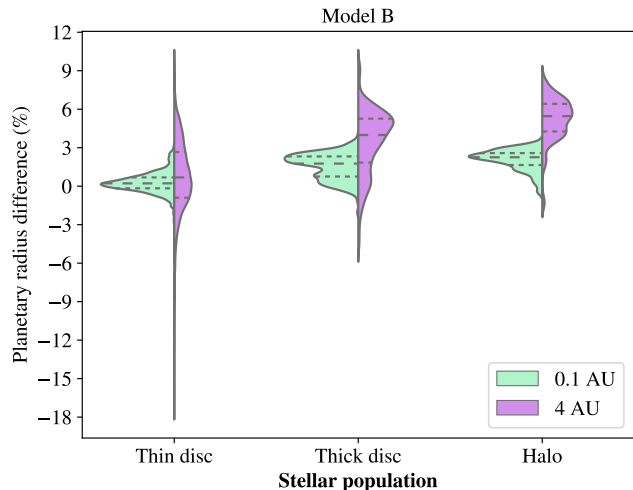 Model B
Planetary radius difference (%)
12
9
6
3
0
−3
−6
−9
−12
−15
−18
0.1 AU
4 AU
Thin disc
Thick disc
Halo
Stellar population